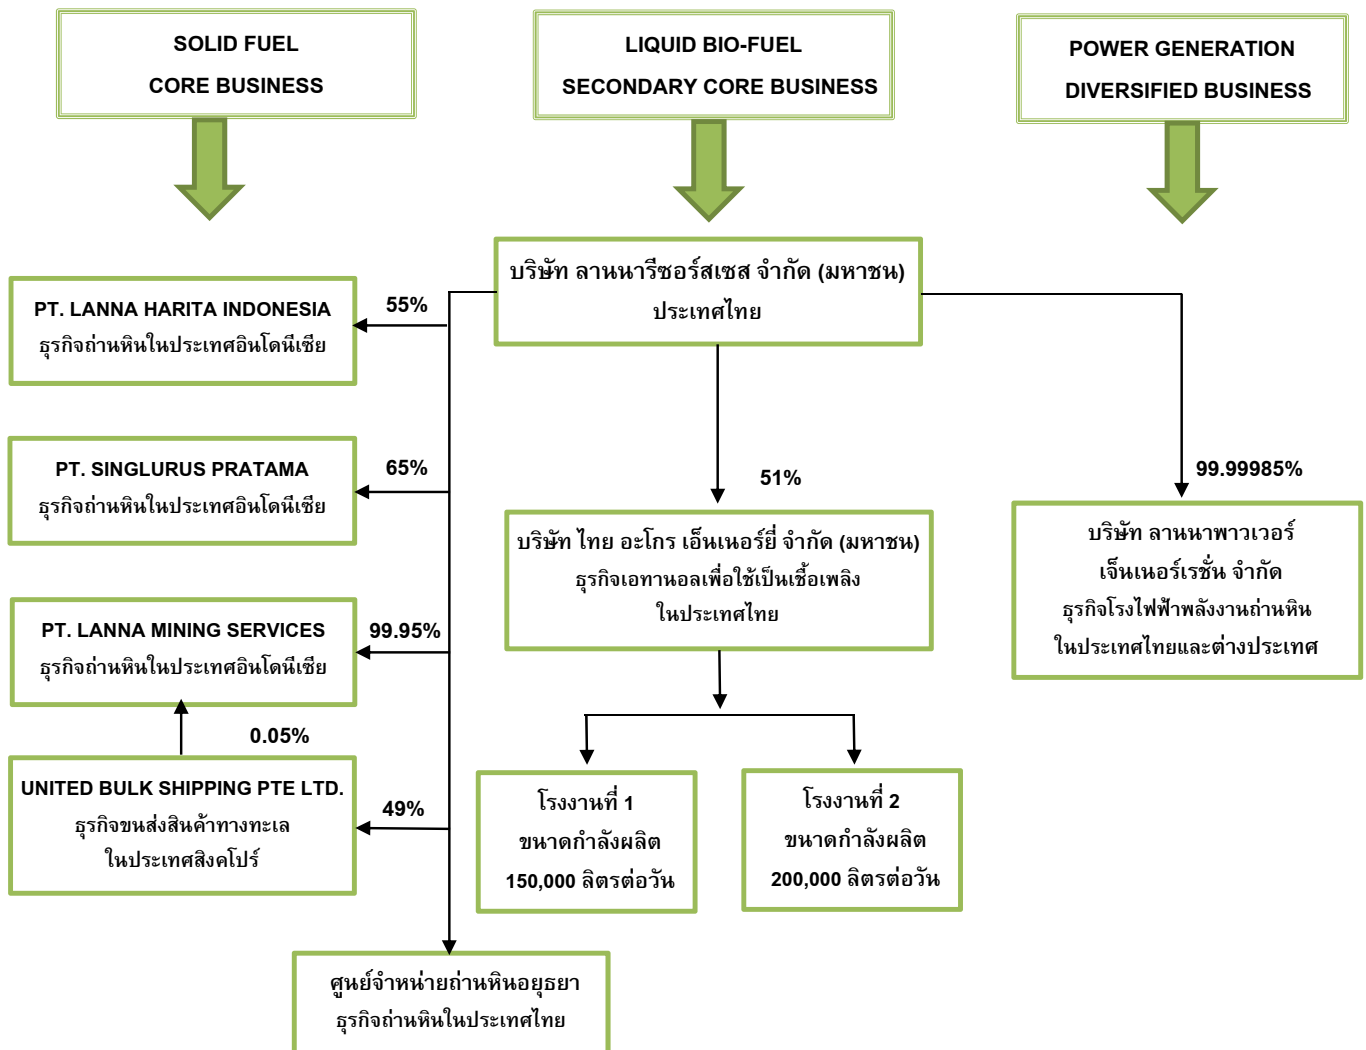 SOLID FUEL
CORE BUSINESS
LIQUID BIO-FUEL
SECONDARY CORE BUSINESS
POWER GENERATION
DIVERSIFIED BUSINESS
บริษัท ลานนารีซอร์สเซส จำกัด (มหาชน)
ประเทศไทย
PT. LANNA HARITA INDONESIA
ธุรกิจถ่านหินในประเทศอินโดนีเซีย
55%
PT. SINGLURUS PRATAMA
ธุรกิจถ่านหินในประเทศอินโดนีเซีย
65%
51%
99.99985%
บริษัท ไทย อะโกร เอ็นเนอร์ยี่ จำกัด (มหาชน)
ธุรกิจเอทานอลเพื่อใช้เป็นเชื้อเพลิง
ในประเทศไทย
บริษัท ลานนาพาวเวอร์
เจ็นเนอร์เรชั่น จำกัด
ธุรกิจโรงไฟฟ้าพลังงานถ่านหิน
ในประเทศไทยและต่างประเทศ
PT. LANNA MINING SERVICES
ธุรกิจถ่านหินในประเทศอินโดนีเซีย
99.95%
0.05%
UNITED BULK SHIPPING PTE LTD.
ธุรกิจขนส่งสินค้าทางทะเล
ในประเทศสิงคโปร์
49%
โรงงานที่ 1
ขนาดกำลังผลิต
150,000 ลิตรต่อวัน
โรงงานที่ 2
ขนาดกำลังผลิต
200,000 ลิตรต่อวัน
ศูนย์จำหน่ายถ่านหินอยุธยา
ธุรกิจถ่านหินในประเทศไทย